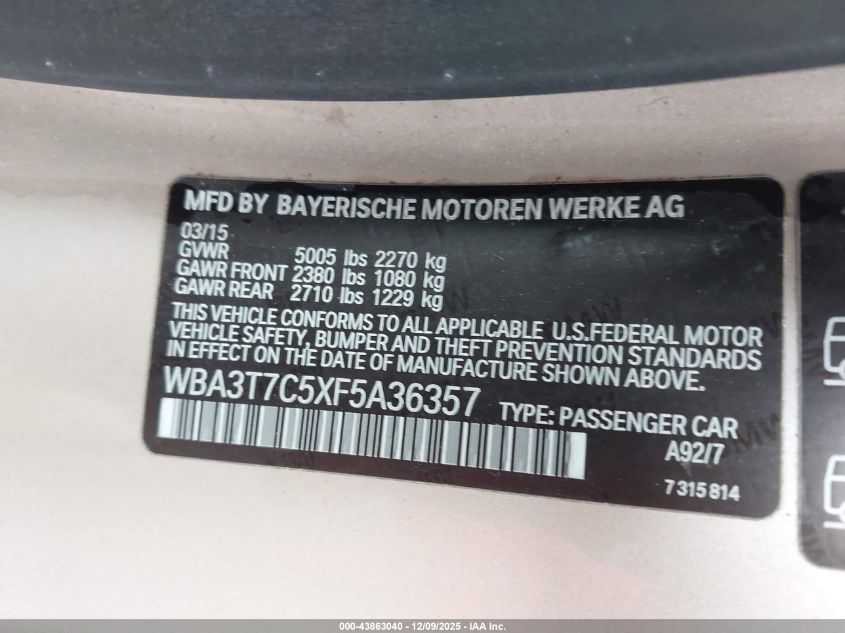 MFD BY BAYERISCHE MOTOREN WERKE AG
03/15
GVWR 5005 lbs 2270 kg
GAWR FRONT 2380 lbs 1080 kg
GAWR REAR 2710 lbs 1229 kg
THIS VEHICLE CONFORMS TO ALL APPLICABLE U.S.FEDERAL MOTOR
VEHICLE SAFETY, BUMPER AND THEFT PREVENTION STANDARDS
IN EFFECT ON THE DATE OF MANUFACTURE SHOWN ABOVE.
WBA3T7C5XF5A36357 TYPE: PASSENGER CAR
A92/7
7 315 814
000-43863040 - 12/09/2025 - IAA Inc.